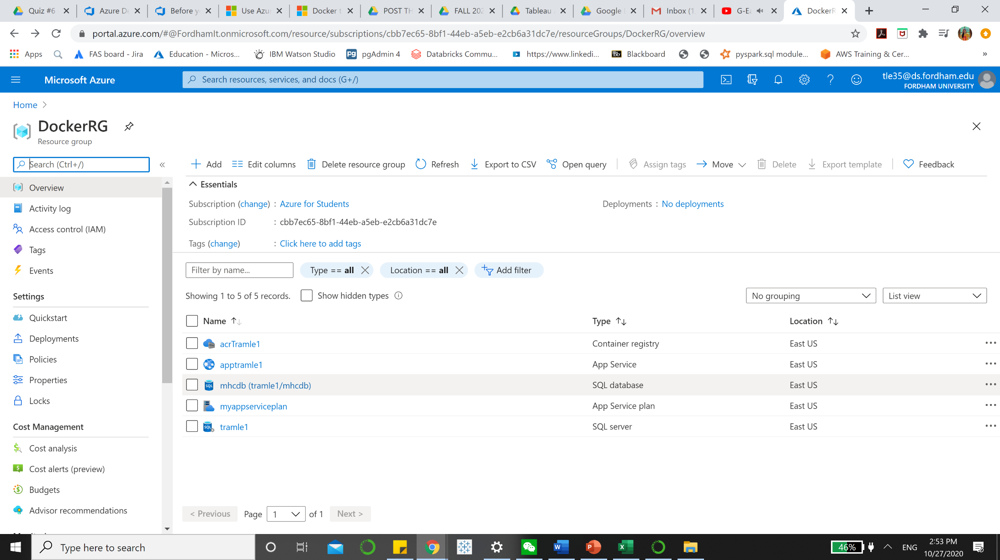 Quiz #6
Azure De
Before y
Use Azu
Docker t
POST TH
FALL 202
Tableau
Google
Inbox (1
G-Ea
DockerR
portal.azure.com/#@FordhamIt.onmicrosoft.com/resource/subscriptions/cbb7ec65-8bf1-44eb-a5eb-e2cb6a31dc7e/resourceGroups/DockerRG/overview
Apps
FAS board - Jira
Education - Micros...
IBM Watson Studio
pg
pgAdmin 4
Databricks Commu...
https://www.linkedi...
Bb
Blackboard
pyspark.sql module...
AWS Training & Cer...
»
Microsoft Azure
Search resources, services, and docs (G+/)
tle35@ds.fordham.edu
FORDHAM UNIVERSITY
Home >
DockerRG
Resource group
Search (Ctrl+/)
«
Add
Edit columns
Delete resource group
Refresh
Export to CSV
Open query
Assign tags
Move
Delete
Export template
Feedback
Overview
Activity log
Access control (IAM)
Tags
Events
Settings
Quickstart
Deployments
Policies
Properties
Locks
Cost Management
Cost analysis
Cost alerts (preview)
Budgets
Advisor recommendations
Essentials
Subscription (change) : Azure for Students
Deployments : No deployments
Subscription ID : cbb7ec65-8bf1-44eb-a5eb-e2cb6a31dc7e
Tags (change) : Click here to add tags
Filter by name...
Type == all
Location == all
Add filter
Showing 1 to 5 of 5 records.
Show hidden types
No grouping
List view
Name Type Location
acrTramle1 Container registry East US
apptramle1 App Service East US
SQL mhcdb (tramle1/mhcdb) SQL database East US
myappserviceplan App Service plan East US
SQL tramle1 SQL server East US
< Previous Page 1 of 1 Next >
Type here to search
46%
ENG
2:53 PM
10/27/2020